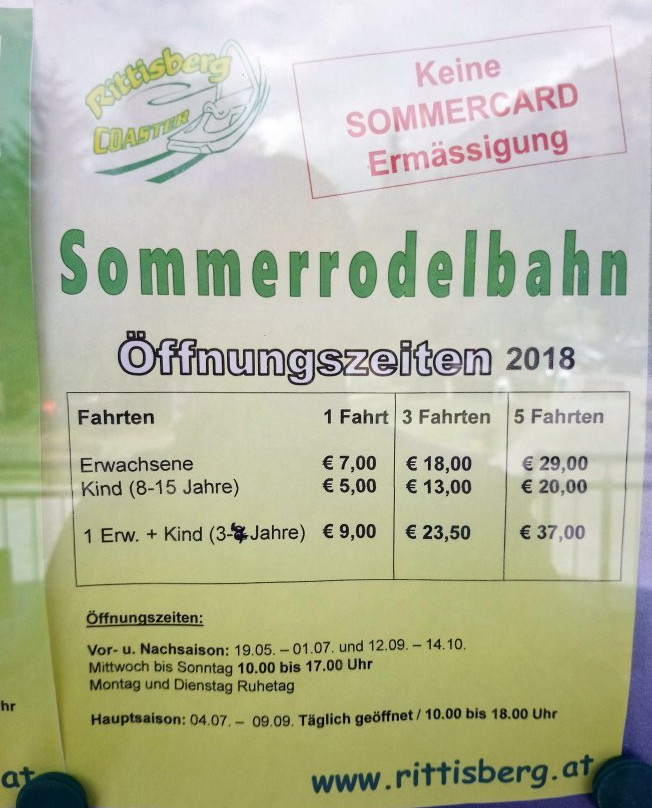 Rittisberg
COASTER
Keine
SOMMERCARD
Ermässigung
Sommerrodelbahn
Öffnungszeiten 2018
Fahrten 1 Fahrt 3 Fahrten 5 Fahrten
Erwachsene € 7,00 € 18,00 € 29,00
Kind (8-15 Jahre) € 5,00 € 13,00 € 20,00
1 Erw. + Kind (3- Jahre) € 9,00 € 23,50 € 37,00
Öffnungszeiten:
Vor- u. Nachsaison: 19.05. – 01.07. und 12.09. – 14.10.
Mittwoch bis Sonntag 10.00 bis 17.00 Uhr
Montag und Dienstag Ruhetag
Hauptsaison: 04.07. – 09.09. Täglich geöffnet / 10.00 bis 18.00 Uhr
www.rittisberg.at
hr
at